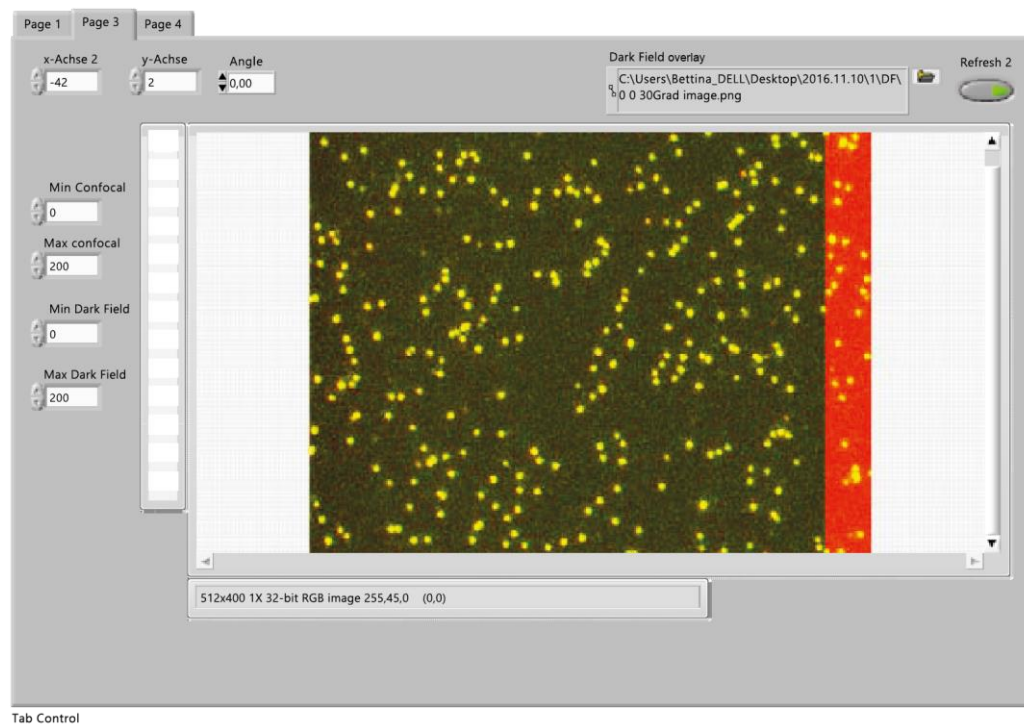 Page 1
Page 3
Page 4
x-Achse 2
y-Achse
Angle
-42
2
0,00
Dark Field overlay
C:\Users\Bettina_DELL\Desktop\2016.11.10\1\DF\
0 0 30Grad image.png
Refresh 2
Min Confocal
0
Max confocal
200
Min Dark Field
0
Max Dark Field
200
512x400 1X 32-bit RGB image 255,45,0 (0,0)
Tab Control